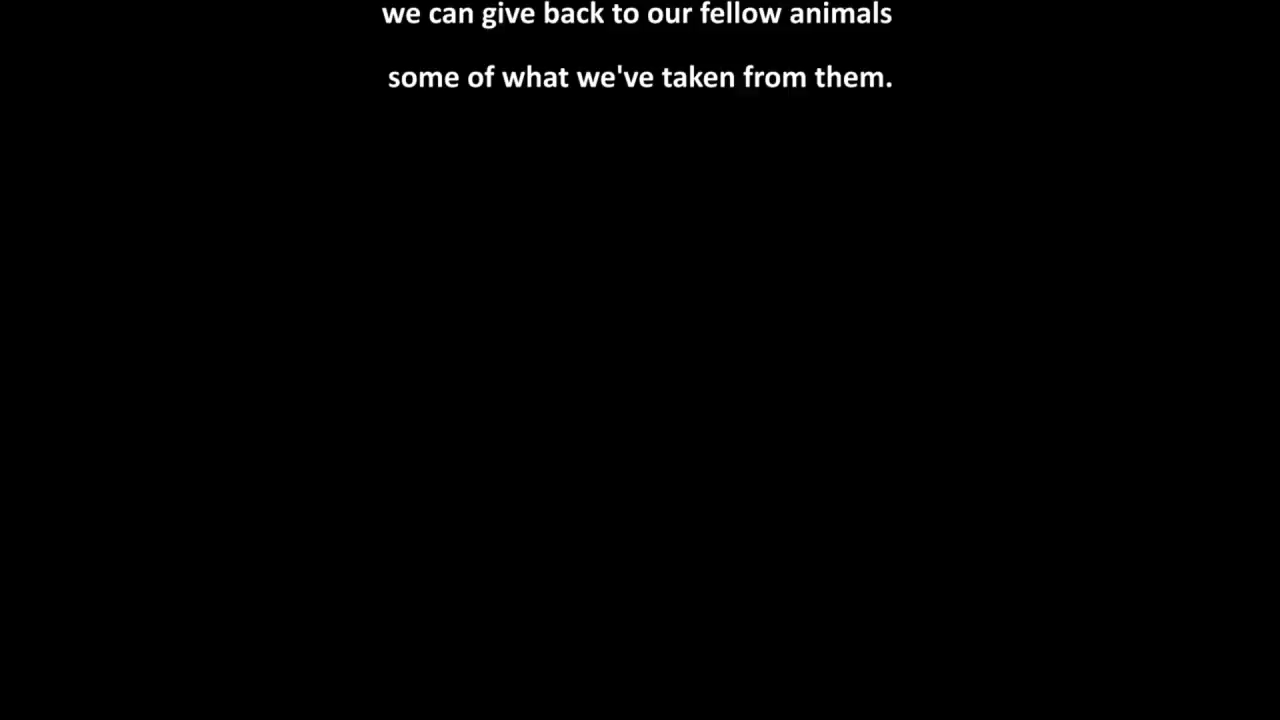 we can give back to our fellow animals
some of what we've taken from them.